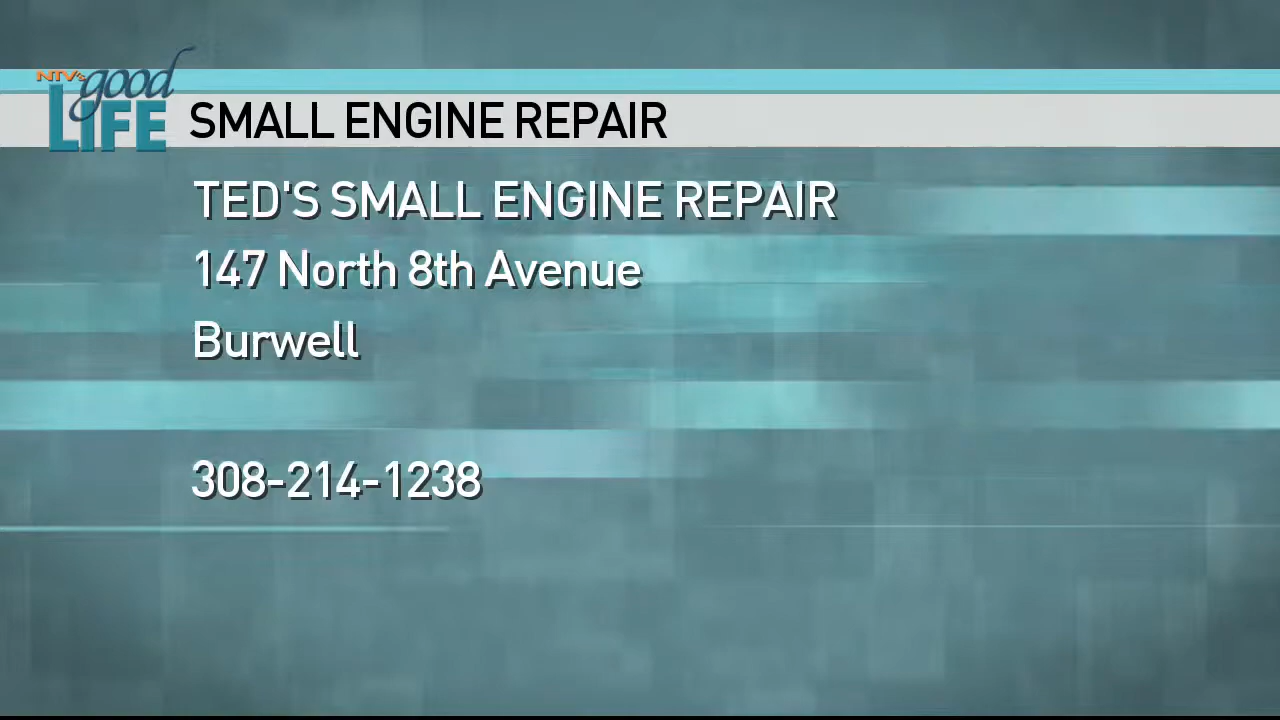 NTV's good
LIFE
SMALL ENGINE REPAIR
TED'S SMALL ENGINE REPAIR
147 North 8th Avenue
Burwell
308-214-1238